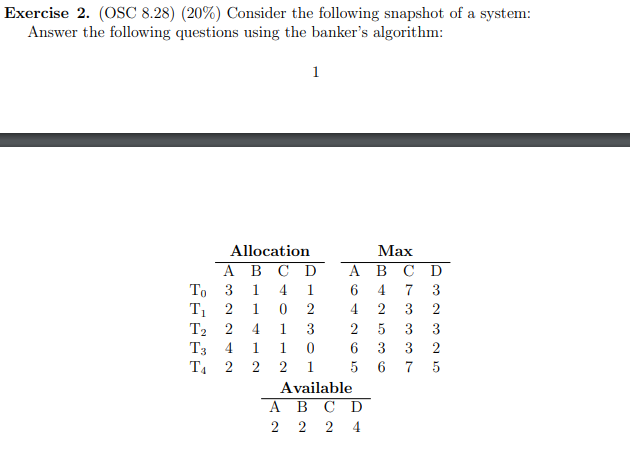 Exercise 2. (OSC 8.28) (20%) Consider the following snapshot of a system:
Answer the following questions using the banker's algorithm:
1
Allocation Max
A B C D A B C D
T0 3 1 4 1 6 4 7 3
T1 2 1 0 2 4 2 3 2
T2 2 4 1 3 2 5 3 3
T3 4 1 1 0 6 3 3 2
T4 2 2 2 1 5 6 7 5
Available
A B C D
2 2 2 4